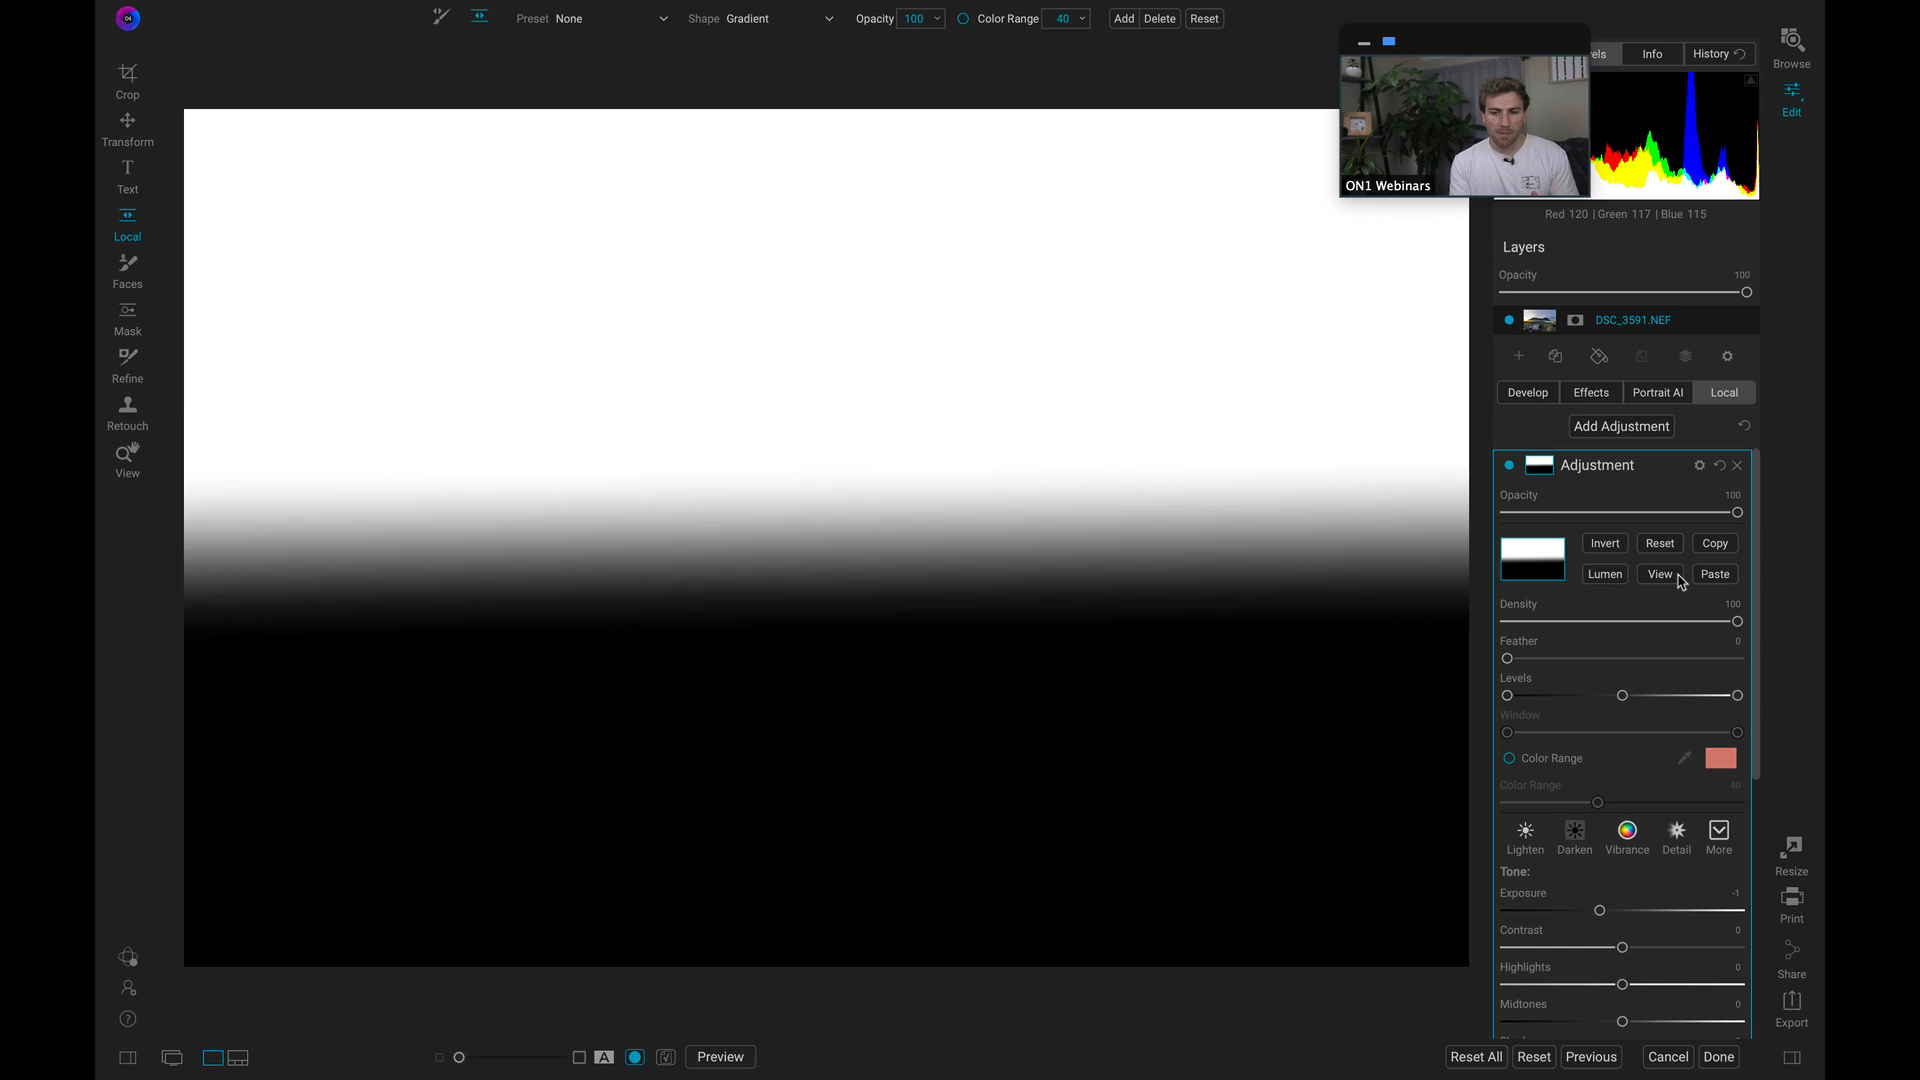 Preset None
Shape Gradient
Opacity 100
Color Range 40
Add Delete Reset
Crop
Transform
Text
Local
Faces
Mask
Refine
Retouch
View
ON1 Webinars
Info
History
Red 120 | Green 117 | Blue 115
Layers
Opacity 100
DSC_3591.NEF
Develop Effects Portrait AI Local
Add Adjustment
Adjustment
Opacity 100
Invert Reset Copy
Lumen View Paste
Density 100
Feather 0
Levels
Window
Color Range
Color Range 40
Lighten Darken Vibrance Detail More
Tone:
Exposure -1
Contrast 0
Highlights 0
Midtones 0
Browse
Edit
Resize
Print
Share
Export
A
Preview
Reset All Reset Previous Cancel Done